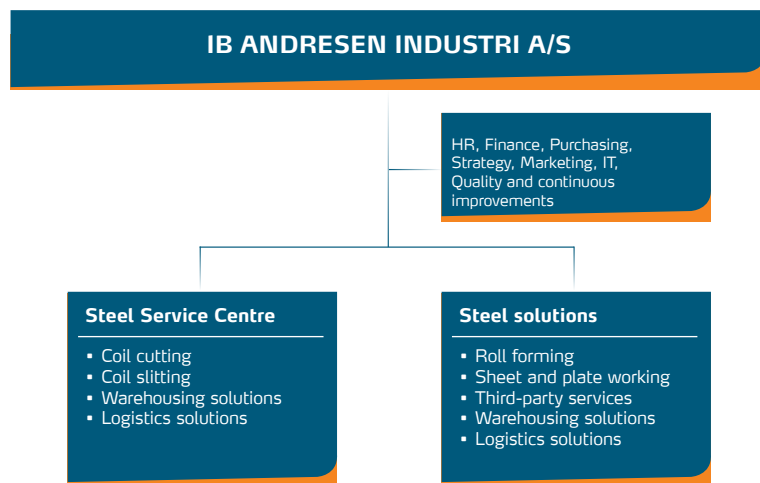 IB ANDRESEN INDUSTRI A/S
HR, Finance, Purchasing,
Strategy, Marketing, IT,
Quality and continuous
improvements
Steel Service Centre
▪ Coil cutting
▪ Coil slitting
▪ Warehousing solutions
▪ Logistics solutions
Steel solutions
▪ Roll forming
▪ Sheet and plate working
▪ Third-party services
▪ Warehousing solutions
▪ Logistics solutions